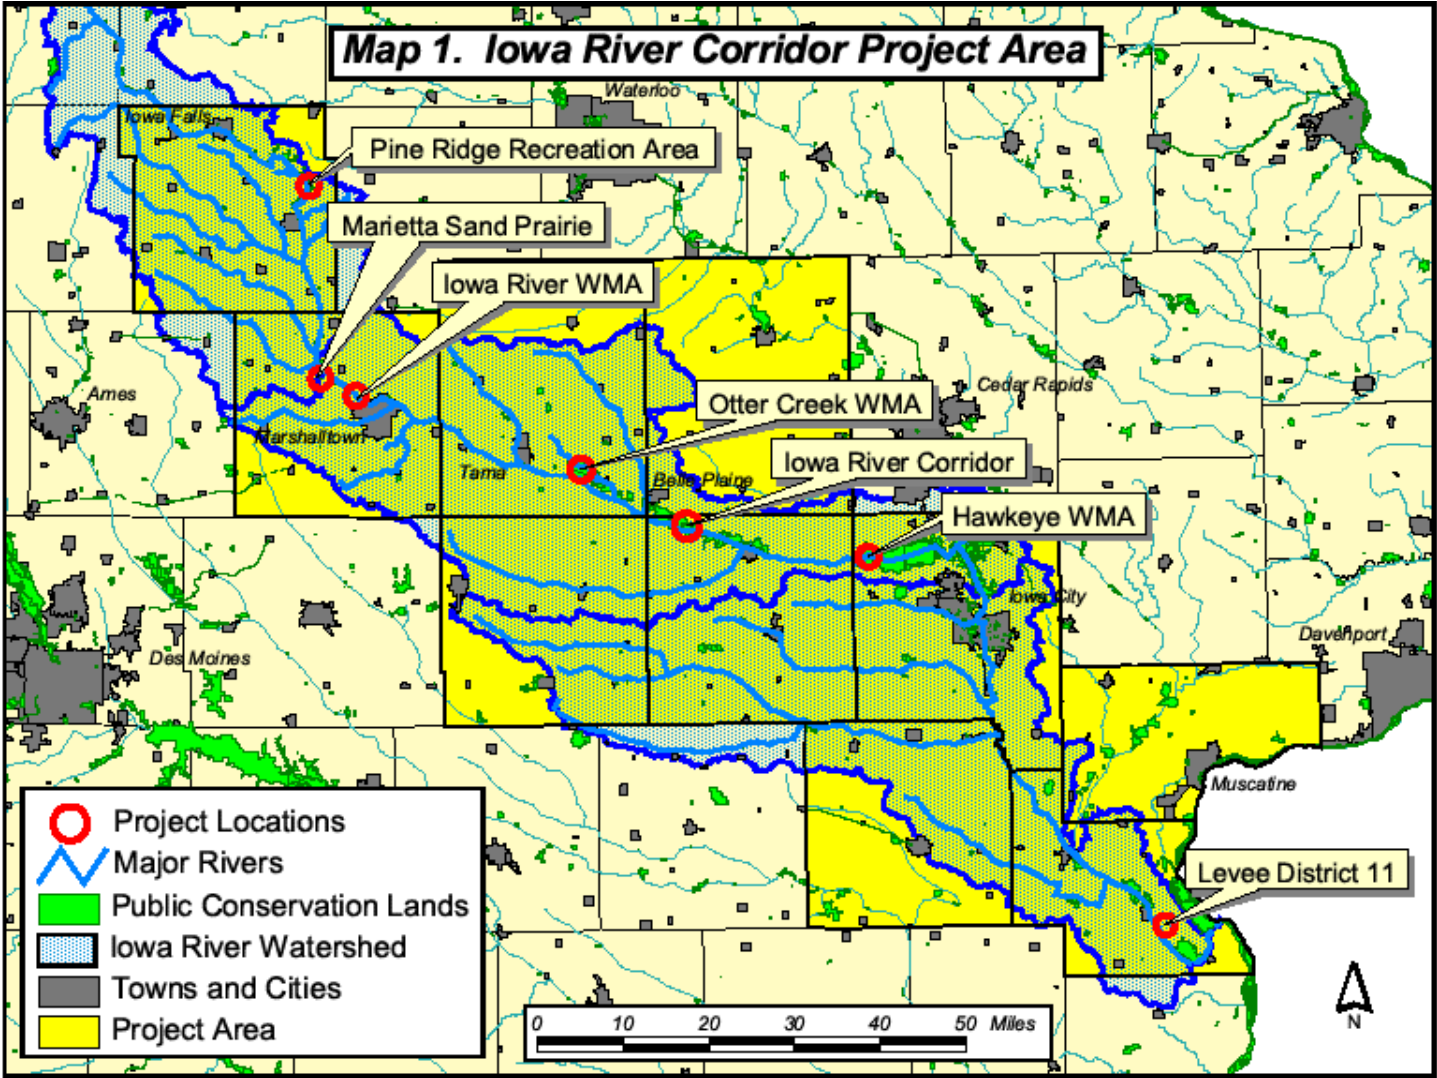 Map 1.  Iowa River Corridor Project Area
Waterloo
Iowa Falls
Pine Ridge Recreation Area
Marietta Sand Prairie
Iowa River WMA
Ames
Cedar Rapids
Otter Creek WMA
Marshalltown
Iowa River Corridor
Tama
Belle Plaine
Hawkeye WMA
Iowa City
Davenport
Des Moines
Muscatine
Levee District 11
Project Locations
Major Rivers
Public Conservation Lands
Iowa River Watershed
Towns and Cities
Project Area
0 10 20 30 40 50 Miles
N